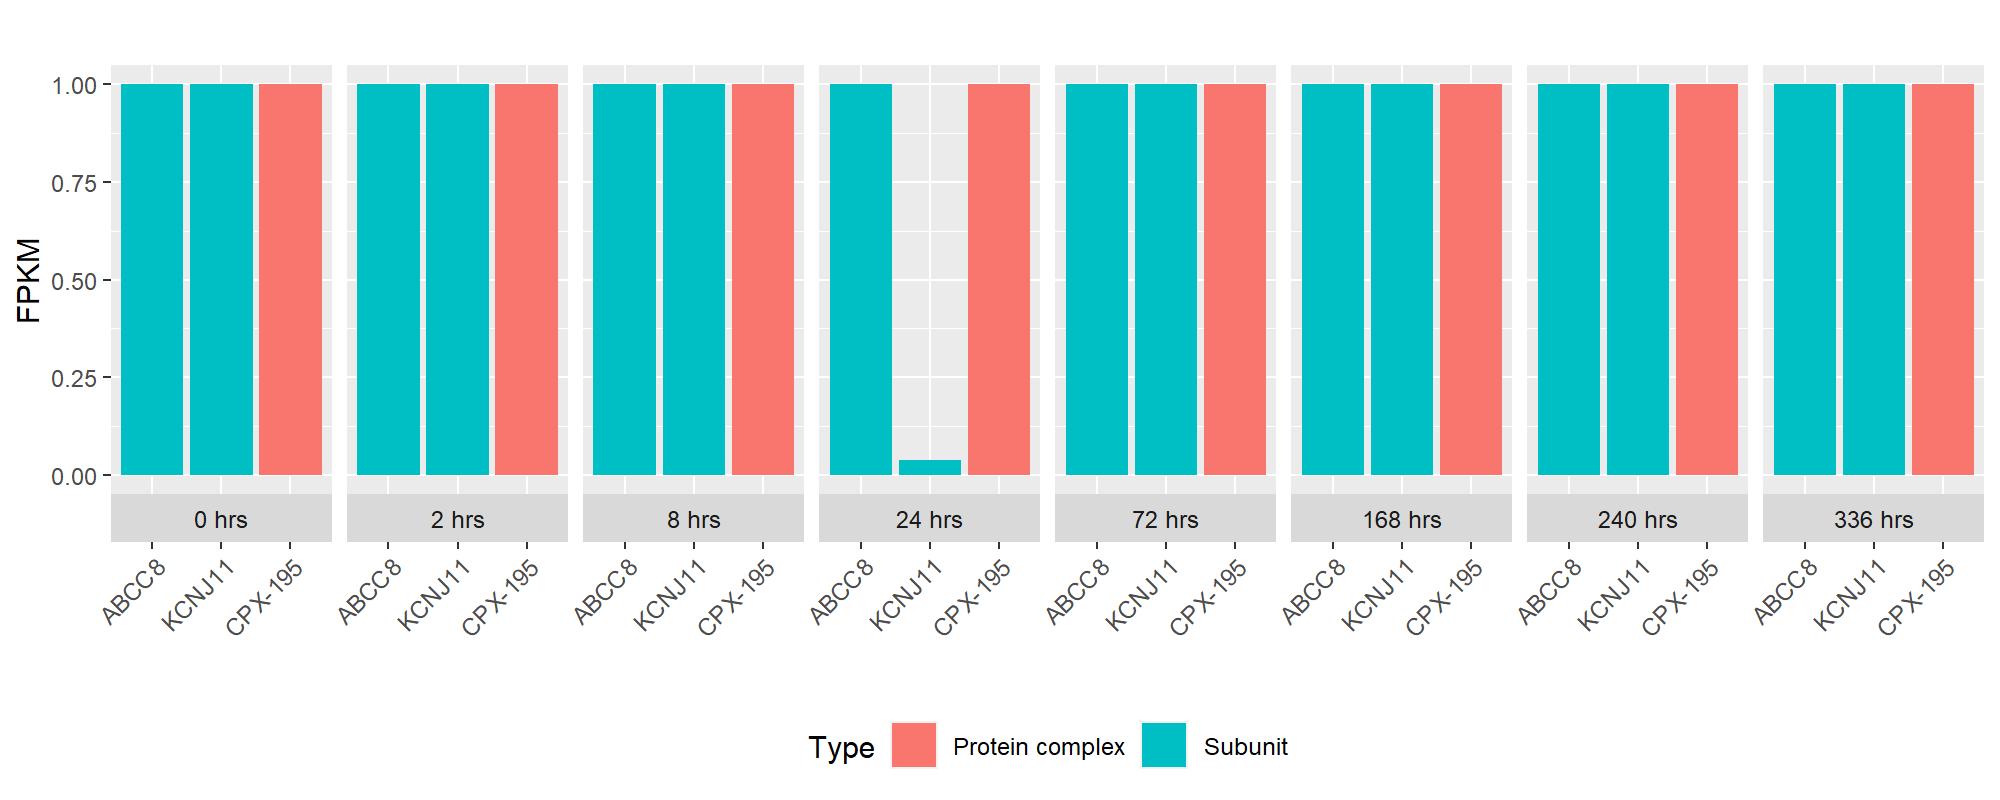 FPKM
1.00
0.75
0.50
0.25
0.00
0 hrs 2 hrs 8 hrs 24 hrs 72 hrs 168 hrs 240 hrs 336 hrs
ABCC8 KCNJ11 CPX-195 ABCC8 KCNJ11 CPX-195 ABCC8 KCNJ11 CPX-195 ABCC8 KCNJ11 CPX-195 ABCC8 KCNJ11 CPX-195 ABCC8 KCNJ11 CPX-195 ABCC8 KCNJ11 CPX-195 ABCC8 KCNJ11 CPX-195
Type Protein complex Subunit